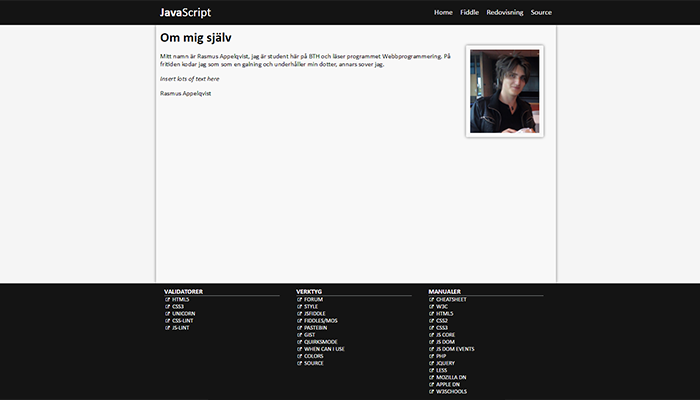 JavaScript
Home Fiddle Redovisning Source
Om mig själv
Mitt namn är Rasmus Appelqvist, jag är student här på BTH och läser programmet Webbprogrammering. På
fritiden kodar jag som som en galning och underhåller min dotter, annars sover jag.
Insert lots of text here
Rasmus Appelqvist
VALIDATORER
HTML5
CSS3
UNICORN
CSS-LINT
JS-LINT
VERKTYG
FORUM
STYLE
JSFIDDLE
FIDDLES/MOS
PASTEBIN
GIST
QUIRKSMODE
WHEN CAN I USE
COLORS
SOURCE
MANUALER
CHEATSHEET
W3C
HTML5
CSS2
CSS3
JS CORE
JS DOM
JS DOM EVENTS
PHP
JQUERY
LESS
MOZILLA DN
APPLE DN
W3SCHOOLS